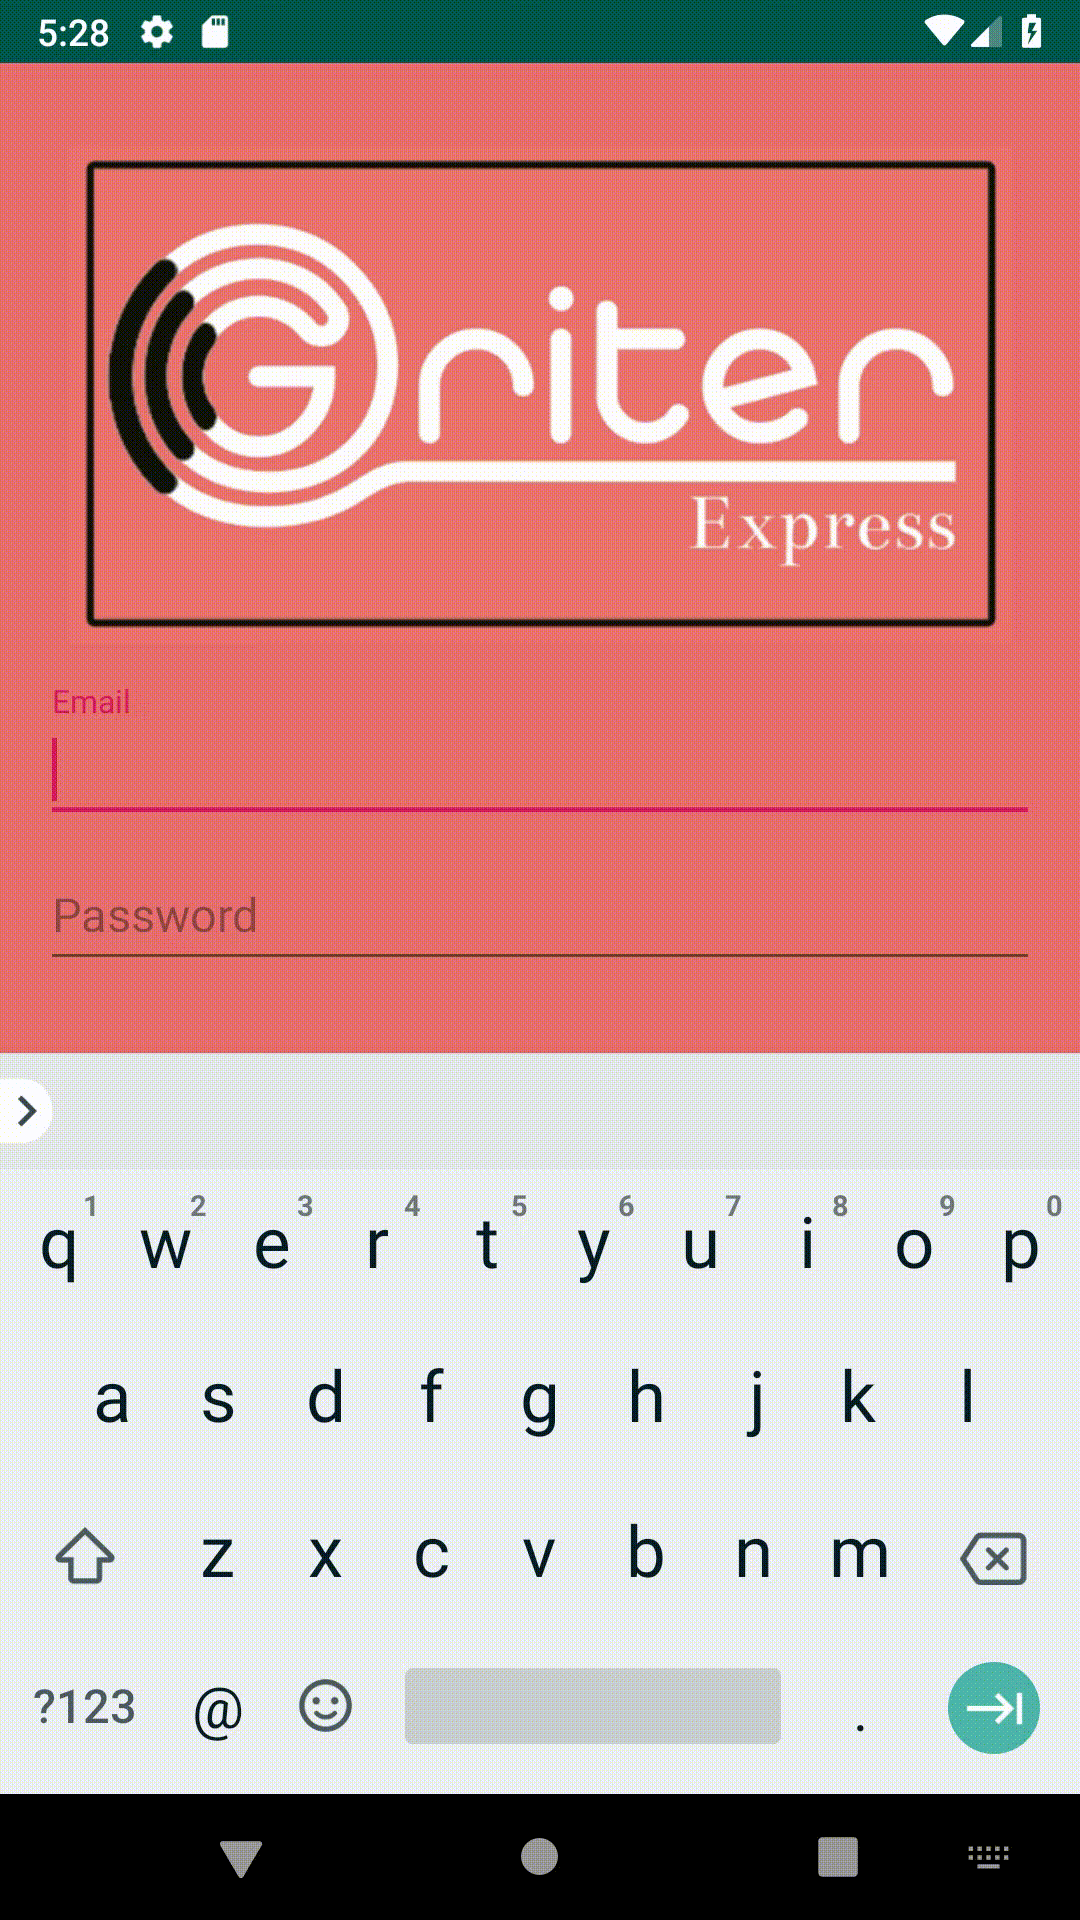 5:28
Griter
Express
Email
Password
1 2 3 4 5 6 7 8 9 0
q w e r t y u i o p
a s d f g h j k l
z x c v b n m
?123 @ .